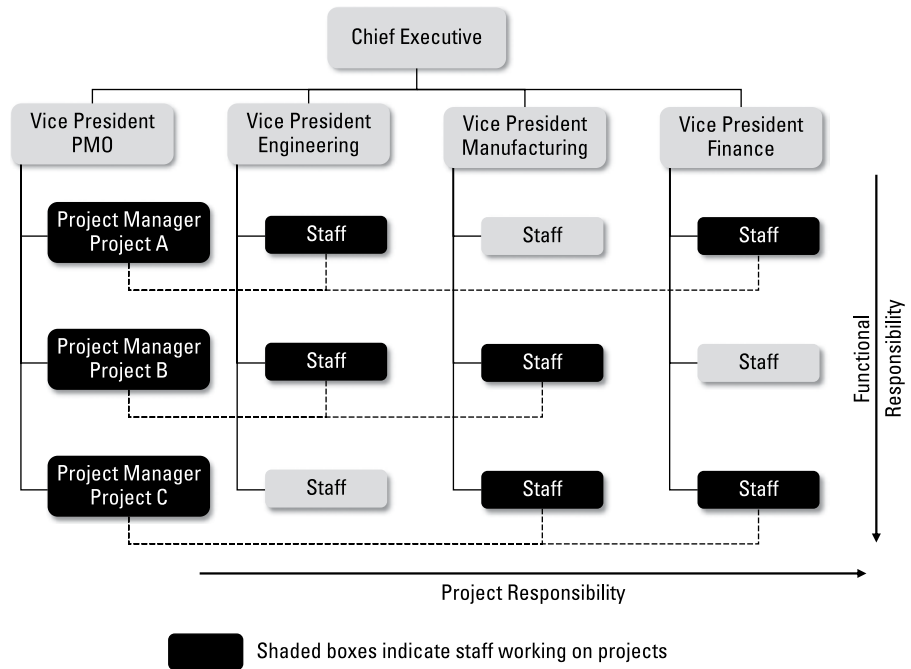 Chief Executive
Vice President
PMO
Vice President
Engineering
Vice President
Manufacturing
Vice President
Finance
Project Manager
Project A
Staff
Staff
Staff
Project Manager
Project B
Staff
Staff
Staff
Project Manager
Project C
Staff
Staff
Staff
Functional
Responsibility
Project Responsibility
Shaded boxes indicate staff working on projects